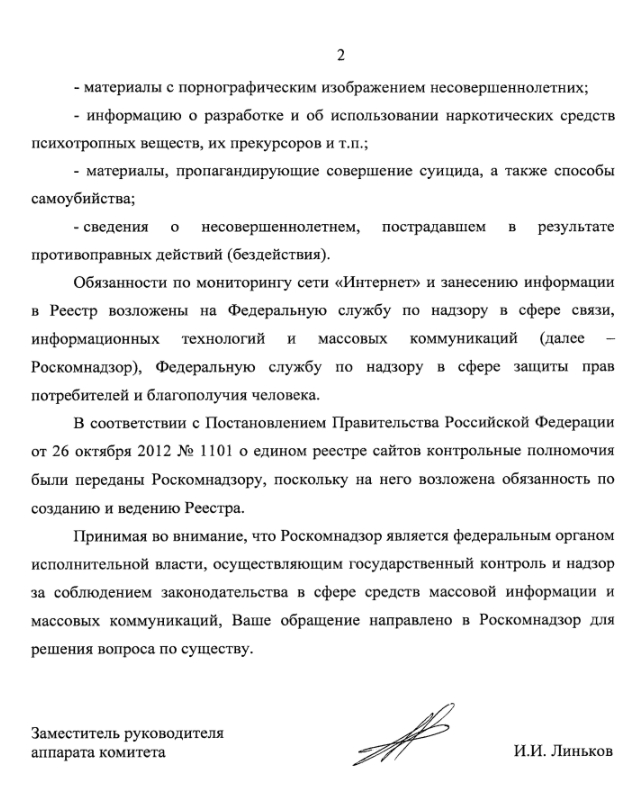 2
- материалы с порнографическим изображением несовершеннолетних;
- информацию о разработке и об использовании наркотических средств
психотропных веществ, их прекурсоров и т.п.;
- материалы, пропагандирующие совершение суицида, а также способы
самоубийства;
- сведения о несовершеннолетнем, пострадавшем в результате
противоправных действий (бездействия).
Обязанности по мониторингу сети «Интернет» и занесению информации
в Реестр возложены на Федеральную службу по надзору в сфере связи,
информационных технологий и массовых коммуникаций (далее –
Роскомнадзор), Федеральную службу по надзору в сфере защиты прав
потребителей и благополучия человека.
В соответствии с Постановлением Правительства Российской Федерации
от 26 октября 2012 № 1101 о едином реестре сайтов контрольные полномочия
были переданы Роскомнадзору, поскольку на него возложена обязанность по
созданию и ведению Реестра.
Принимая во внимание, что Роскомнадзор является федеральным органом
исполнительной власти, осуществляющим государственный контроль и надзор
за соблюдением законодательства в сфере средств массовой информации и
массовых коммуникаций, Ваше обращение направлено в Роскомнадзор для
решения вопроса по существу.
Заместитель руководителя
аппарата комитета
И.И. Линьков